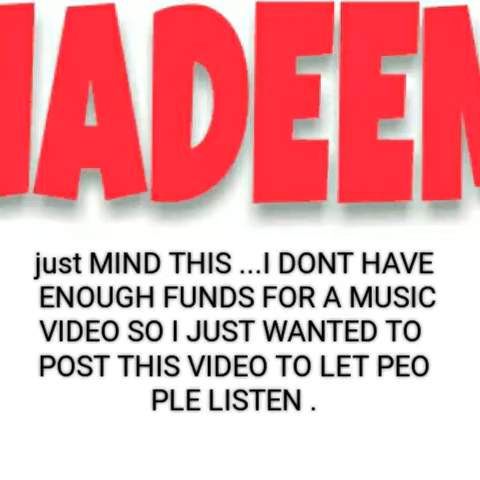 ADEE
just MIND THIS ...I DONT HAVE
ENOUGH FUNDS FOR A MUSIC
VIDEO SO I JUST WANTED TO
POST THIS VIDEO TO LET PEO
PLE LISTEN .